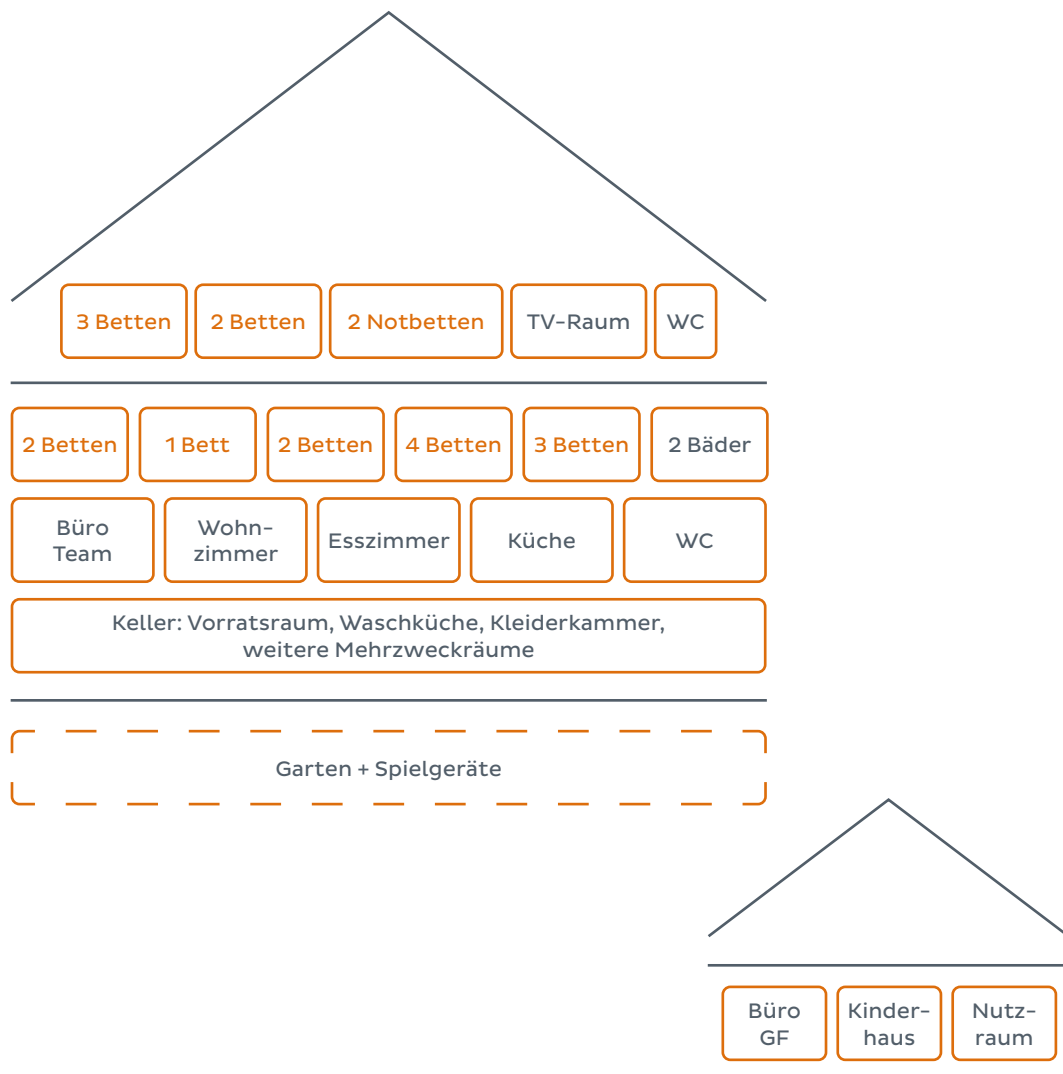 3 Betten
2 Betten
2 Notbetten
TV-Raum
WC
2 Betten
1 Bett
2 Betten
4 Betten
3 Betten
2 Bäder
Büro
Team
Wohn-
zimmer
Esszimmer
Küche
WC
Keller: Vorratsraum, Waschküche, Kleiderkammer,
weitere Mehrzweckräume
Garten + Spielgeräte
Büro
GF
Kinder-
haus
Nutz-
raum